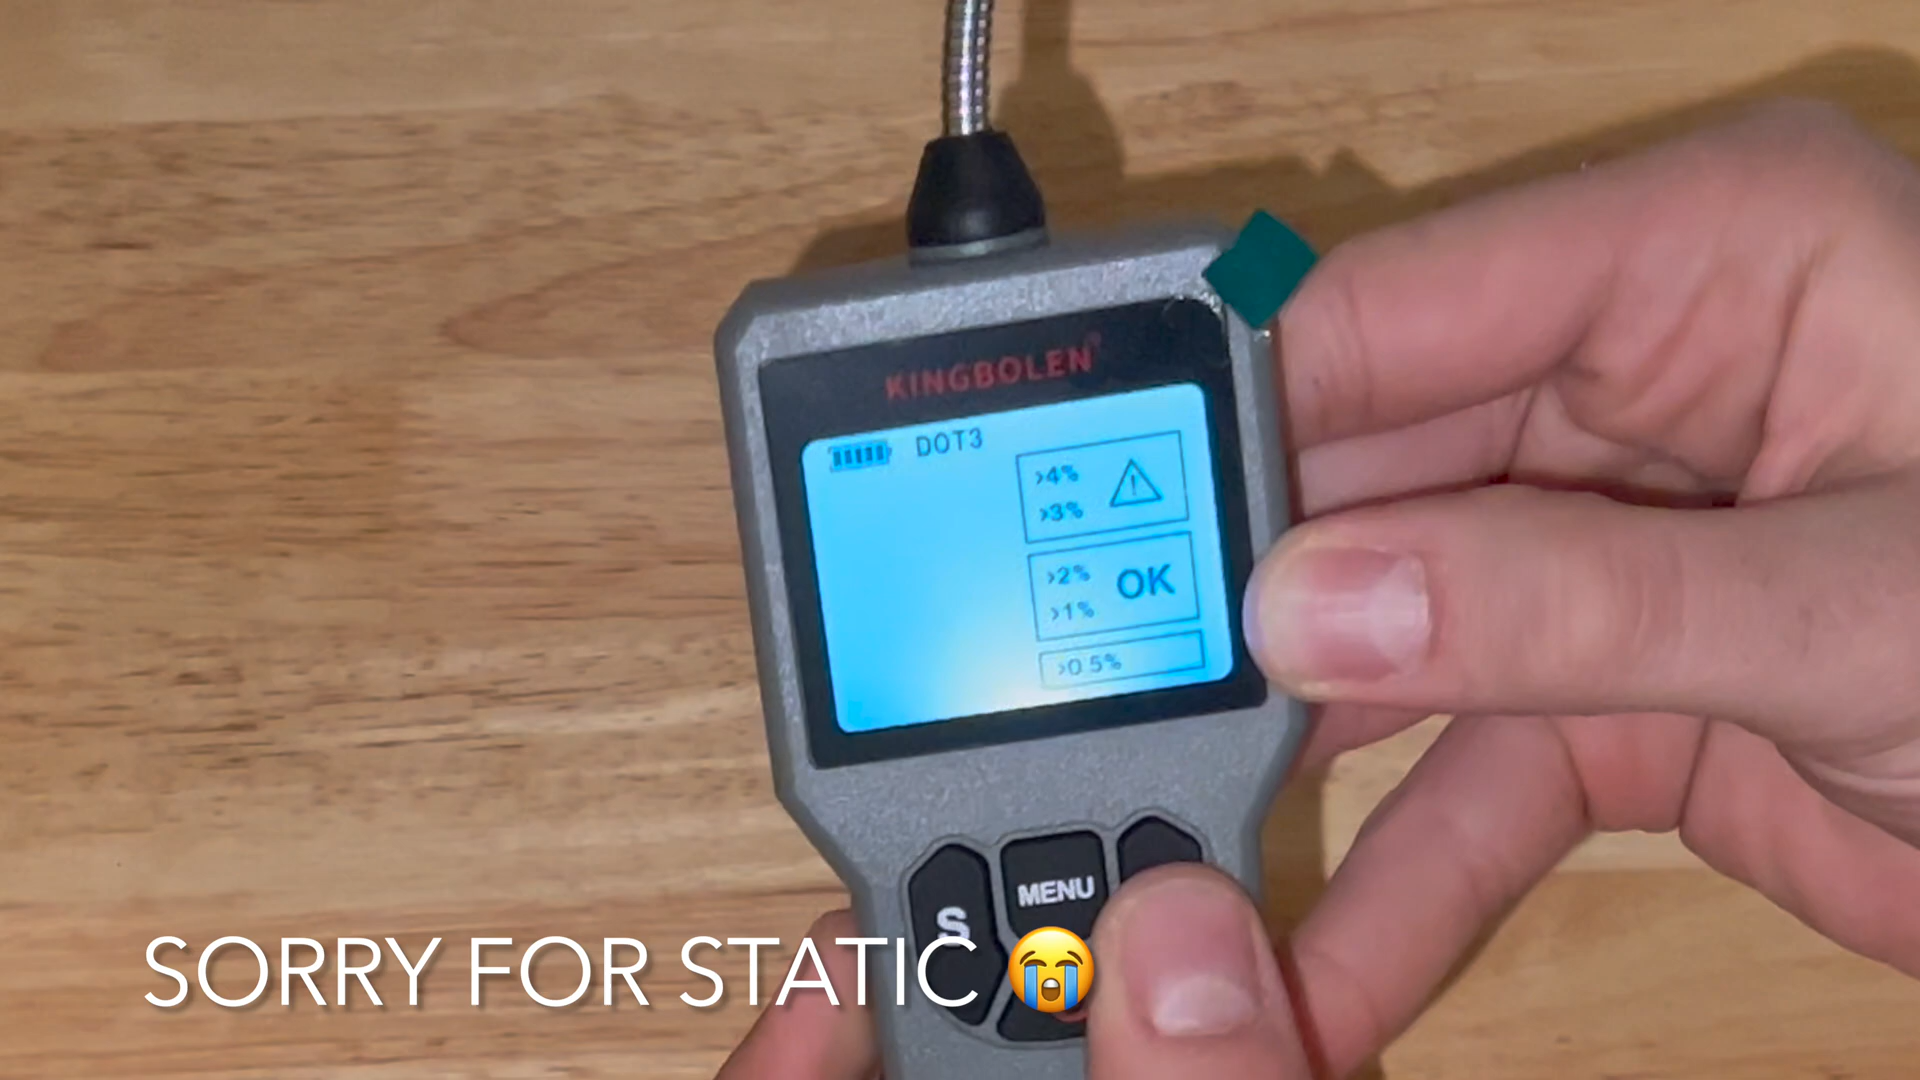 KINGBOLEN
DOT3
>4%
>3%
>2%
OK
>1%
>0.5%
MENU
S
SORRY FOR STATIC 😭